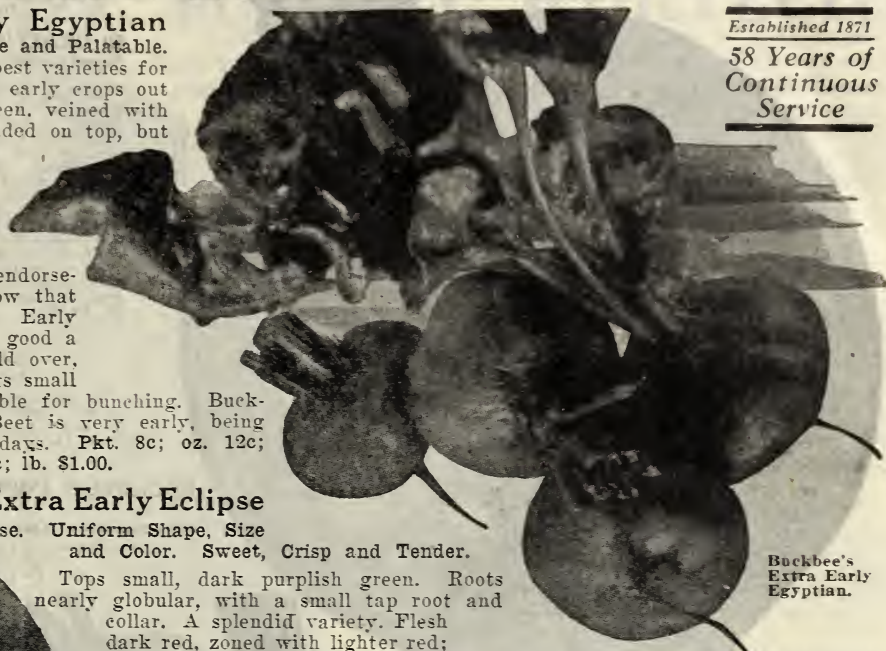 y Egyptian
e and Palatable.
best varieties for
early crops out
een, veined with
ded on top, but
endorse-
ow that
Early
good a
ld over,
s small
ble for bunching. Buck-
Beet is very early, being
days. Pkt. 8c; oz. 12c;
c; lb. $1.00.
Extra Early Eclipse
se. Uniform Shape, Size
and Color. Sweet, Crisp and Tender.
Tops small, dark purplish green. Roots
nearly globular, with a small tap root and
collar. A splendid variety. Flesh
dark red, zoned with lighter red;
Established 1871
58 Years of
Continuous
Service
Buckbee's
Extra Early
Egyptian.